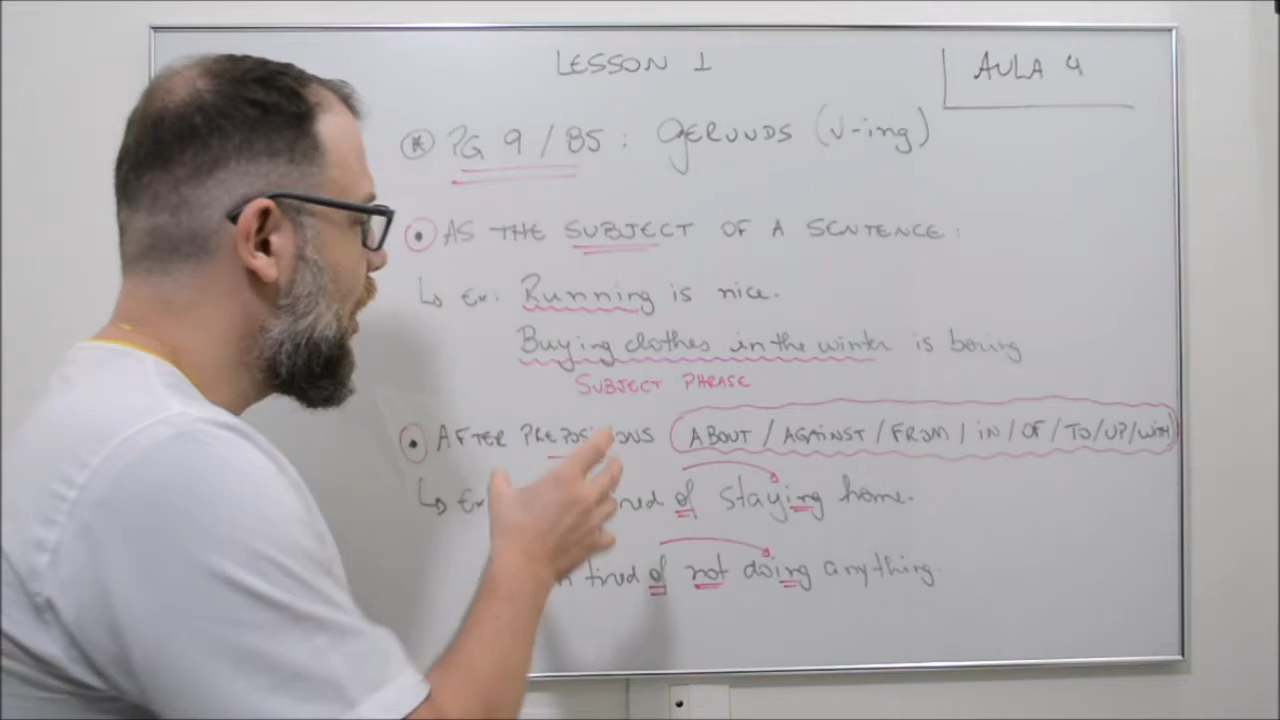 LESSON 1
AULA 4
* PG 9 / 85 : GERUNDS (V-ing)
• AS THE SUBJECT OF A SENTENCE :
↳ Ex: Running is nice.
Buying clothes in the winter is boring
SUBJECT PHRASE
• AFTER ABOUT / AGAINST / FROM / IN / OF / TO / UP / WITH
↳ Ex of staying home.
tired of not doing anything.